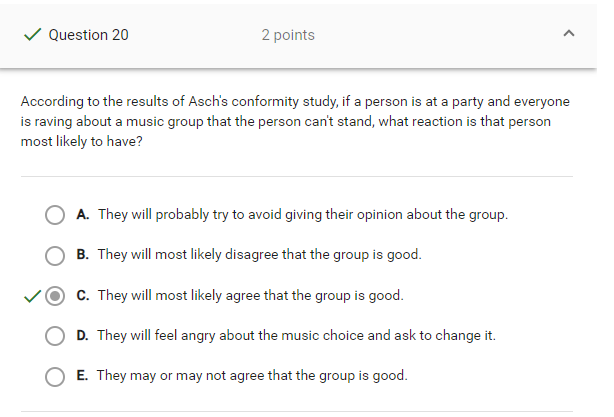 Question 20 2 points
According to the results of Asch's conformity study, if a person is at a party and everyone
is raving about a music group that the person can't stand, what reaction is that person
most likely to have?
A. They will probably try to avoid giving their opinion about the group.
B. They will most likely disagree that the group is good.
C. They will most likely agree that the group is good.
D. They will feel angry about the music choice and ask to change it.
E. They may or may not agree that the group is good.